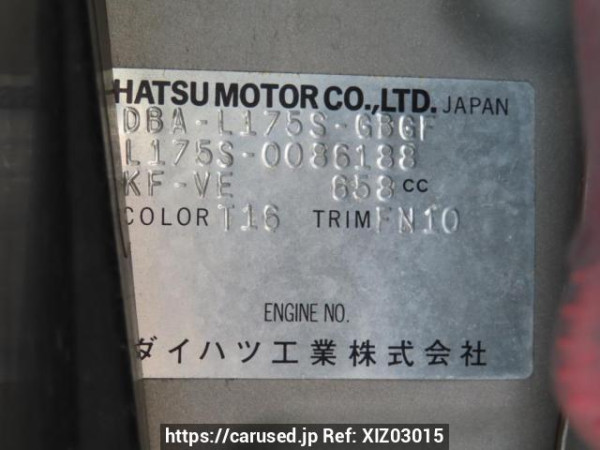 HATSU MOTOR CO.,LTD. JAPAN
DBA-L175S-GBGF
L175S-0086188
KF-VE 658 cc
COLOR T16 TRIM FN10
ENGINE NO.
ダイハツ工業株式会社
https://carused.jp Ref: XIZ03015